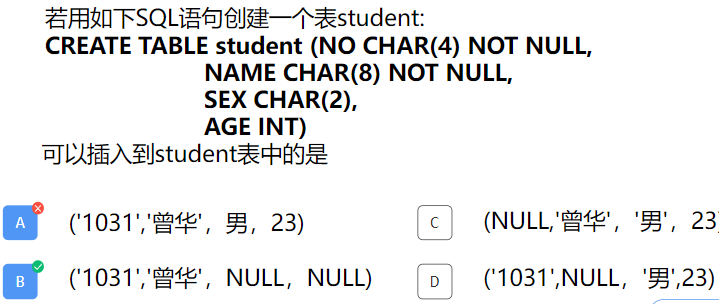 若用如下SQL语句创建一个表student:
CREATE TABLE student (NO CHAR(4) NOT NULL,
NAME CHAR(8) NOT NULL,
SEX CHAR(2),
AGE INT)
可以插入到student表中的是
A ('1031','曾华'，男，23)
C (NULL,'曾华'，'男'，23)
B ('1031','曾华'，NULL，NULL)
D ('1031',NULL，'男',23)